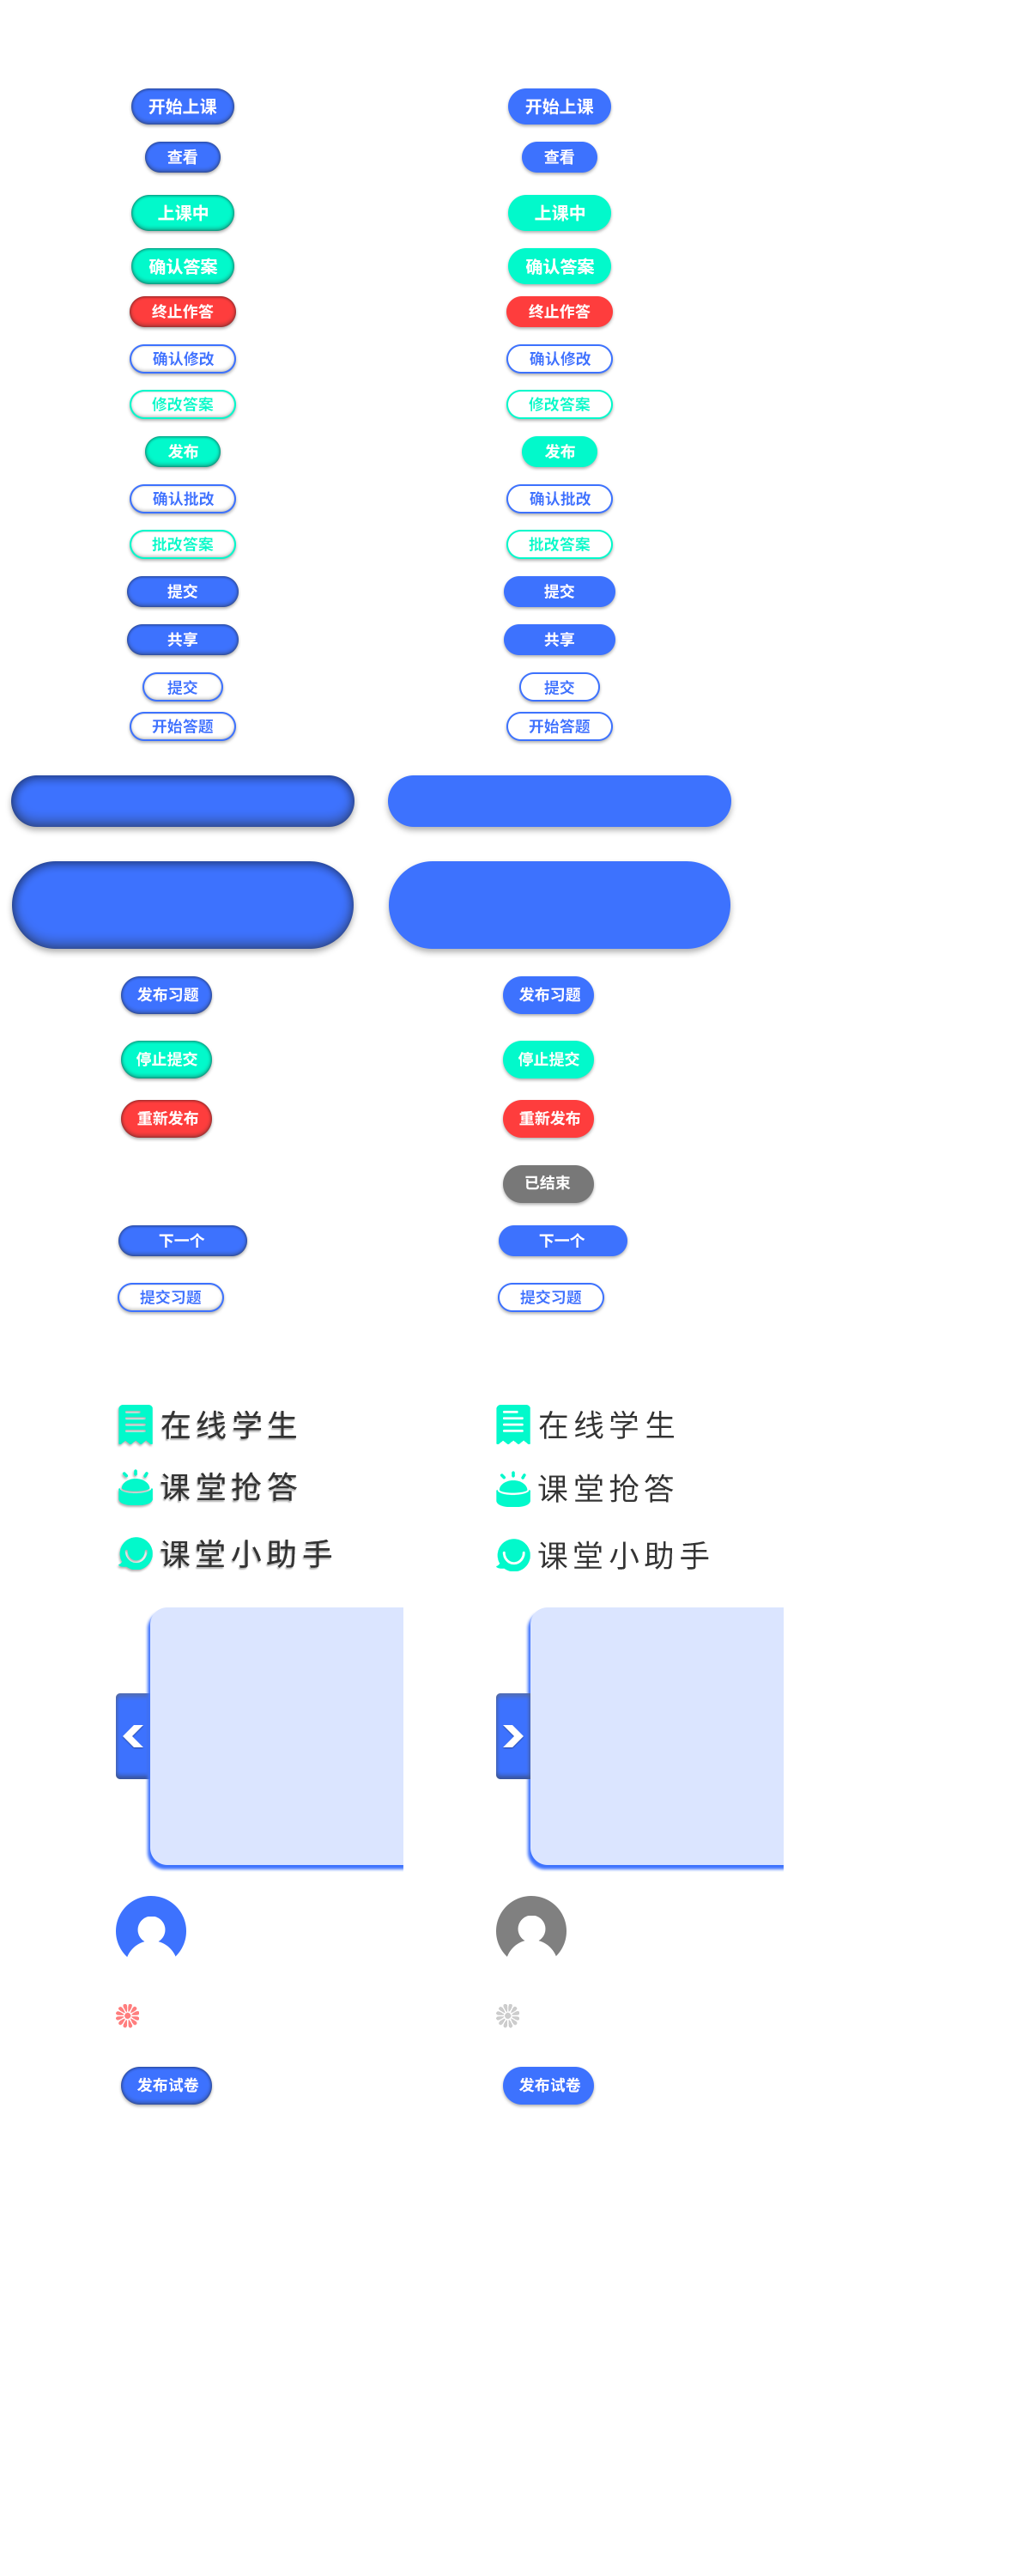 开始上课 开始上课
查看 查看
上课中 上课中
确认答案 确认答案
终止作答 终止作答
确认修改 确认修改
修改答案 修改答案
发布 发布
确认批改 确认批改
批改答案 批改答案
提交 提交
共享 共享
提交 提交
开始答题 开始答题
发布习题 发布习题
停止提交 停止提交
重新发布 重新发布
已结束
下一个 下一个
提交习题 提交习题
在线学生 在线学生
课堂抢答 课堂抢答
课堂小助手 课堂小助手
发布试卷 发布试卷